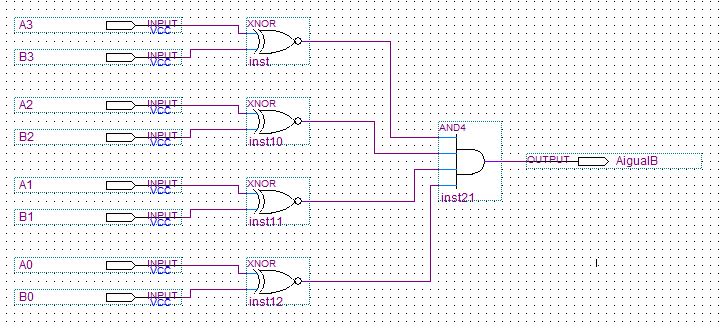 A3 INPUT VCC
B3 INPUT VCC
XNOR
inst
A2 INPUT VCC
B2 INPUT VCC
XNOR
inst10
A1 INPUT VCC
B1 INPUT VCC
XNOR
inst11
A0 INPUT VCC
B0 INPUT VCC
XNOR
inst12
AND4
inst21
OUTPUT AigualB